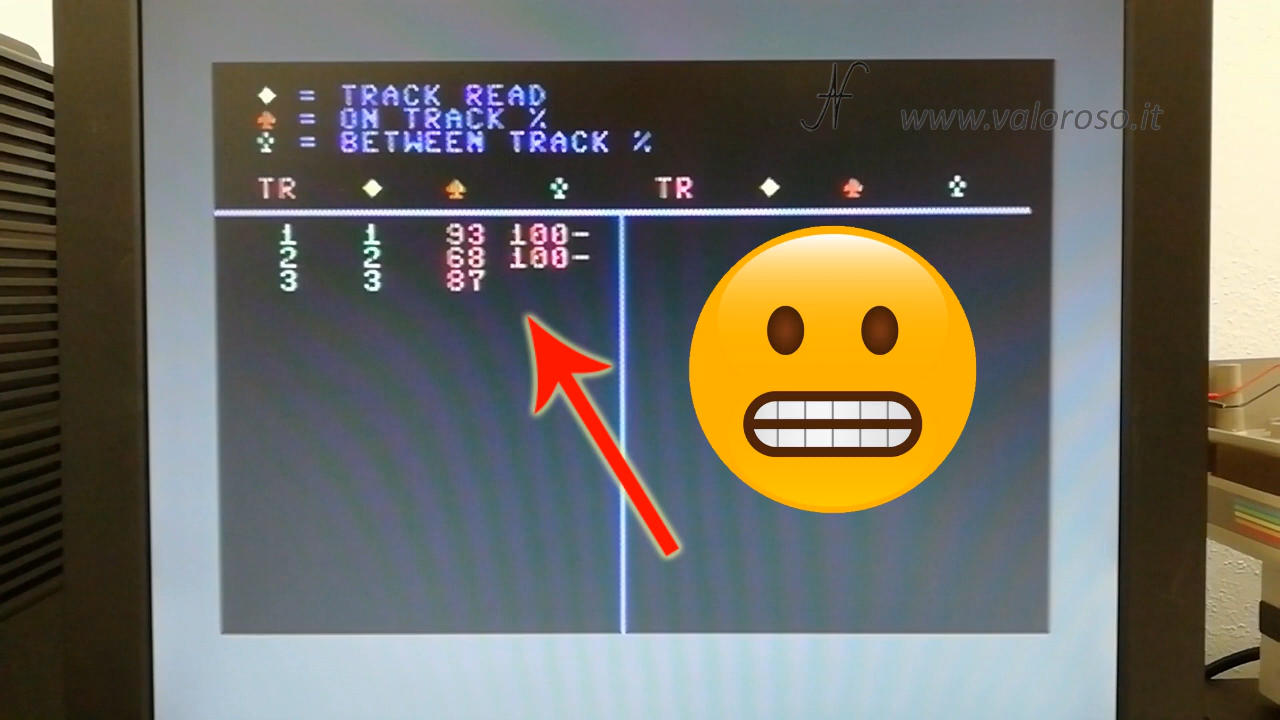 ♦ = TRACK READ
♠ = ON TRACK %
♣ = BETWEEN TRACK %
www.valoroso.it
TR ♦ ♠ ♣ TR ♦ ♠ ♣
1 1 93 100-
2 2 68 100-
3 3 87